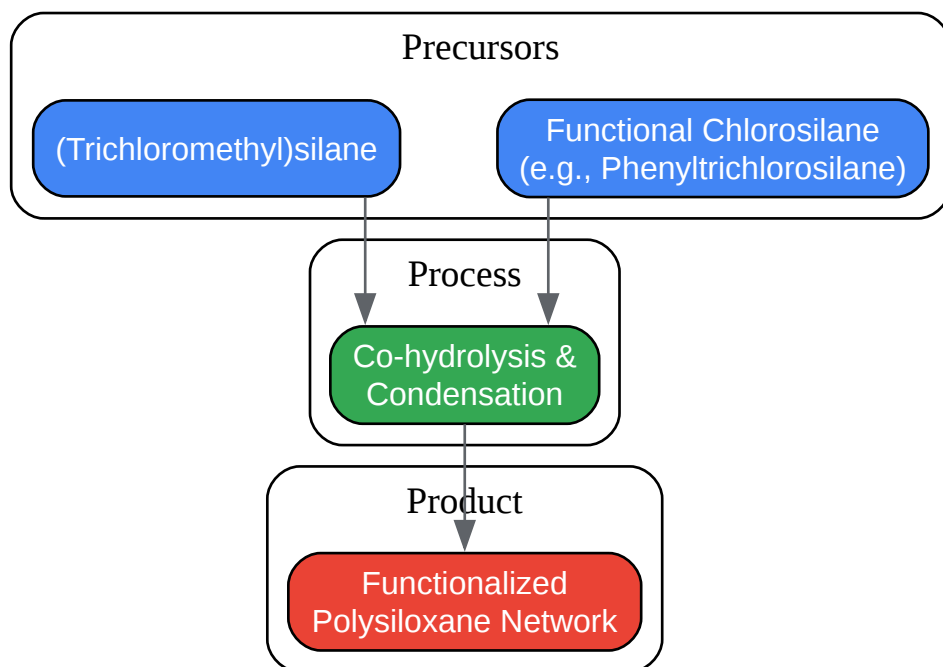 Precursors
(Trichloromethyl)silane
Functional Chlorosilane
(e.g., Phenyltrichlorosilane)
Process
Co-hydrolysis &
Condensation
Product
Functionalized
Polysiloxane Network